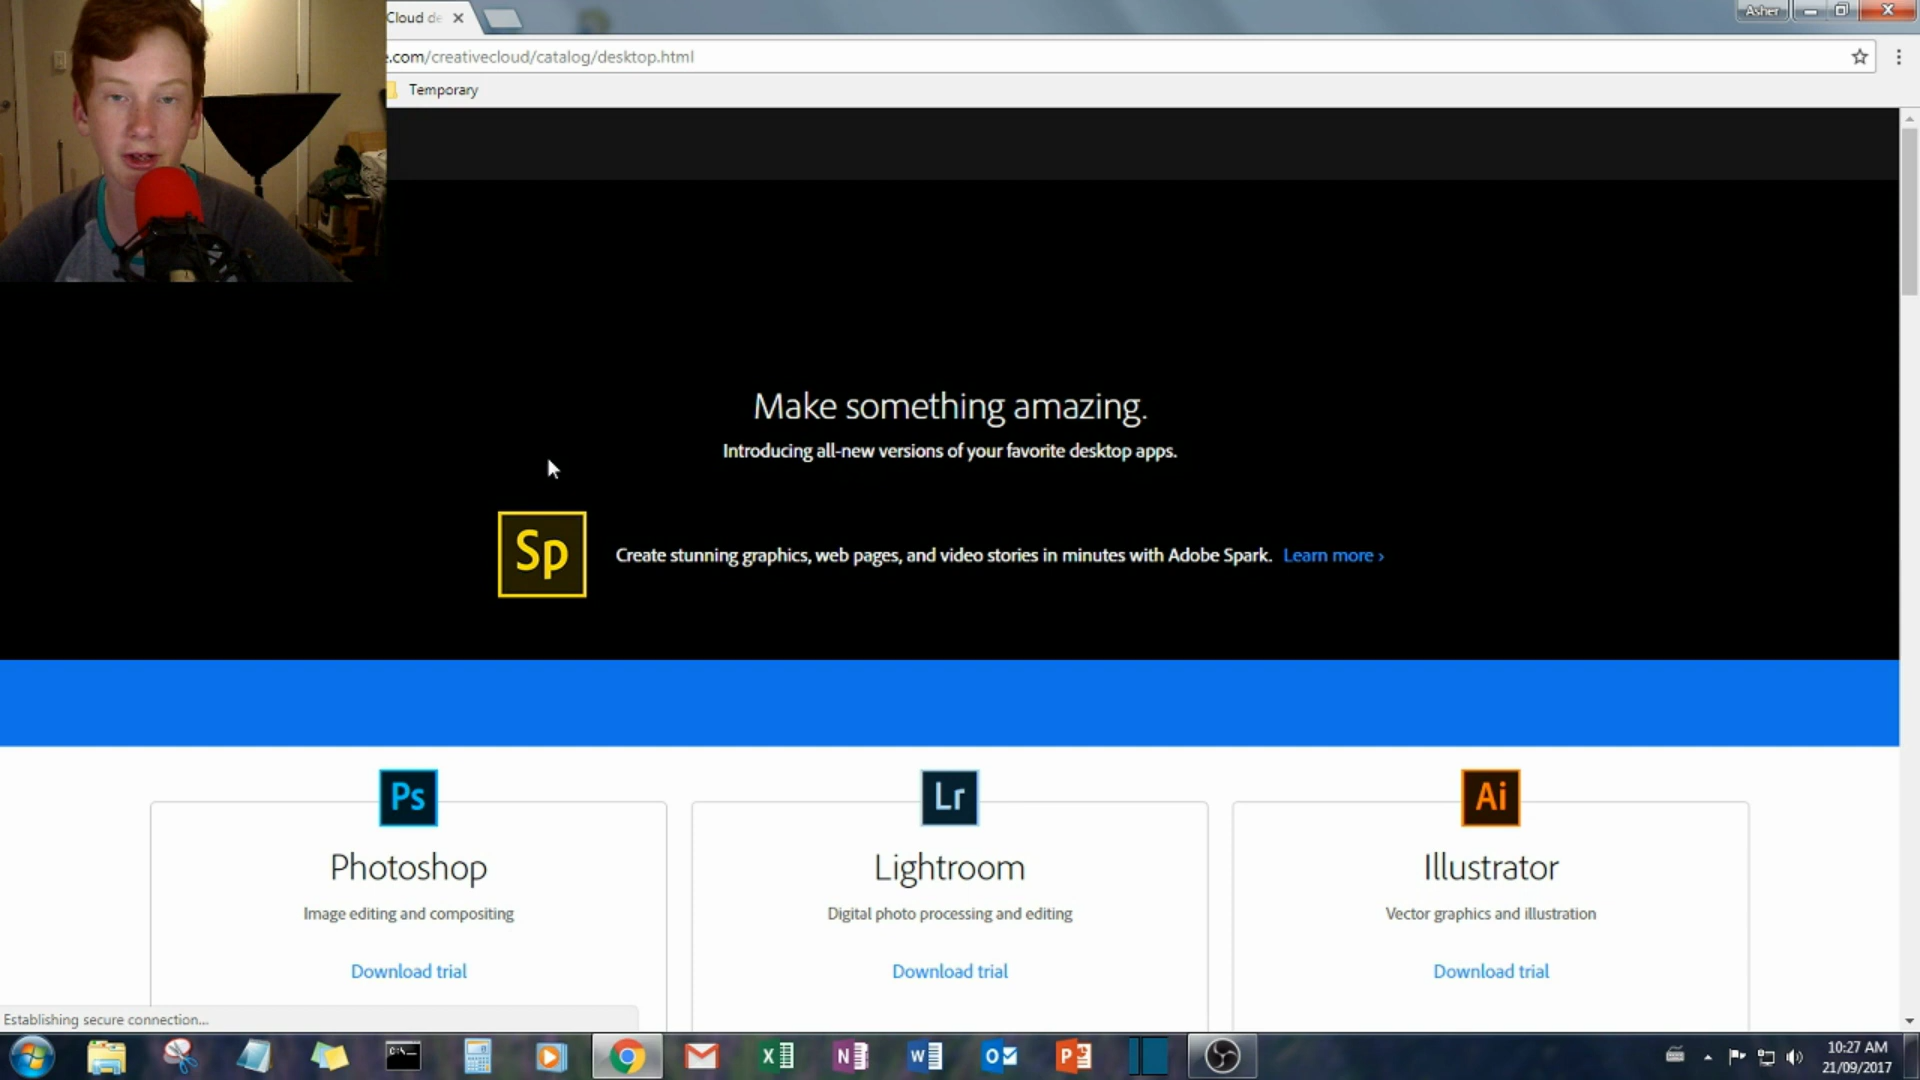 Cloud de
Asher
e.com/creativecloud/catalog/desktop.html
Temporary
Make something amazing.
Introducing all-new versions of your favorite desktop apps.
Sp
Create stunning graphics, web pages, and video stories in minutes with Adobe Spark. Learn more ›
Ps
Lr
Ai
Photoshop
Lightroom
Illustrator
Image editing and compositing
Digital photo processing and editing
Vector graphics and illustration
Download trial
Download trial
Download trial
Establishing secure connection...
10:27 AM
21/09/2017